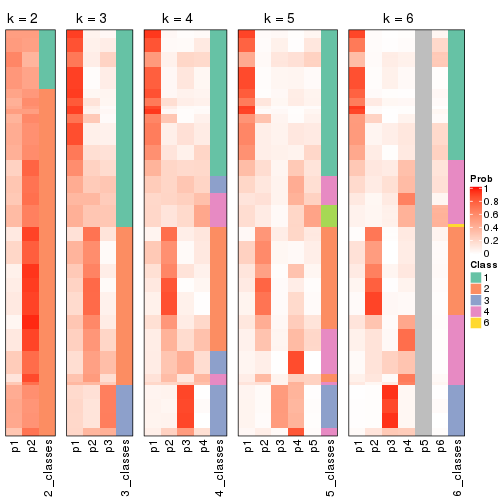 k = 2
k = 3
k = 4
k = 5
k = 6
Prob
1
0.8
0.6
0.4
0.2
0
Class
1
2
3
4
6
p1
p2
2_classes
p1
p2
p3
3_classes
p1
p2
p3
p4
4_classes
p1
p2
p3
p4
p5
5_classes
p1
p2
p3
p4
p5
p6
6_classes